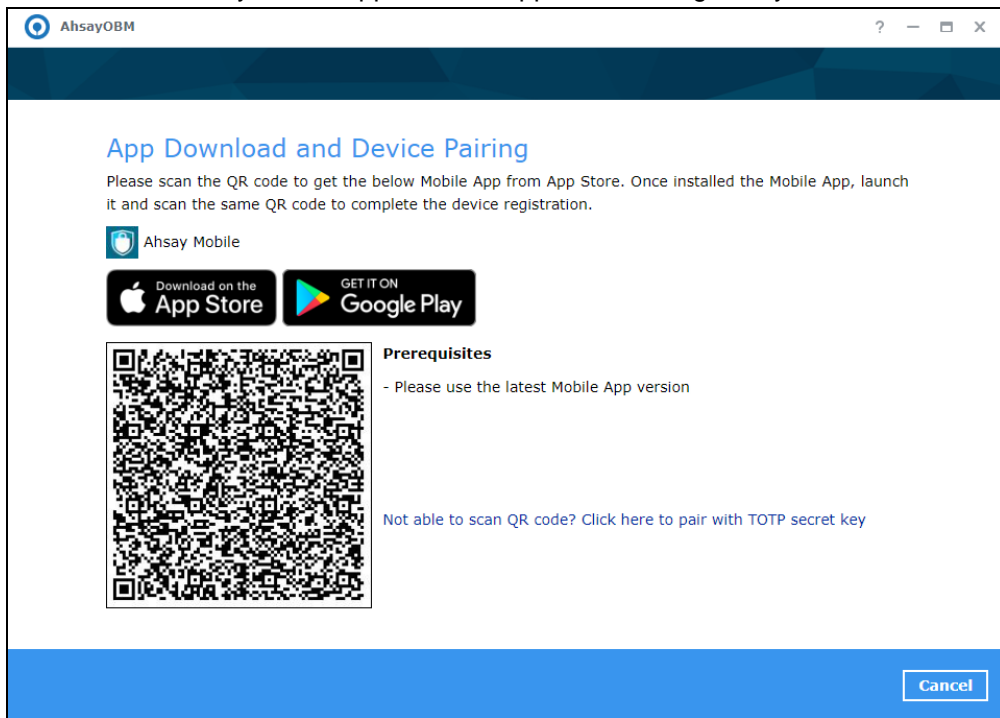 AhsayOBM
App Download and Device Pairing
Please scan the QR code to get the below Mobile App from App Store. Once installed the Mobile App, launch
it and scan the same QR code to complete the device registration.
Ahsay Mobile
Download on the
App Store
GET IT ON
Google Play
Prerequisites
- Please use the latest Mobile App version
Not able to scan QR code? Click here to pair with TOTP secret key
Cancel